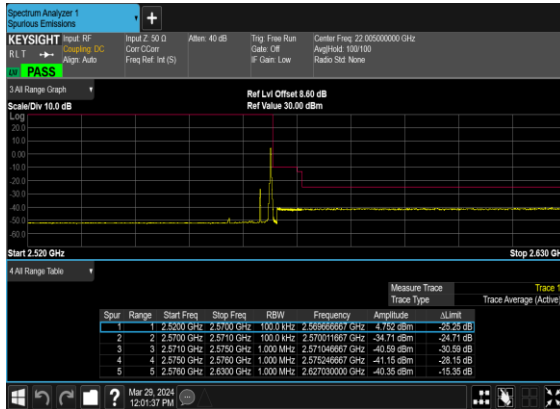 Spectrum Analyzer 1
Spurious Emissions
+
KEYSIGHT Input: RF Input Z: 50 Ω Atten: 40 dB Trig: Free Run Center Freq: 22.005000000 GHz
RLT Coupling: DC Corr CCorr Gate: Off Avg|Hold: 100/100
Align: Auto Freq Ref: Int (S) IF Gain: Low Radio Std: None
PASS
3 All Range Graph
Ref Lvl Offset 8.60 dB
Scale/Div 10.0 dB Ref Value 30.00 dBm
Log
20.0
10.0
0.00
-10.0
-20.0
-30.0
-40.0
-50.0
-60.0
Start 2.520 GHz Stop 2.630 GH
4 All Range Table
Measure Trace Trace 1
Trace Type Trace Average (Active)
Spur Range Start Freq Stop Freq RBW Frequency Amplitude ΔLimit
1 1 2.5200 GHz 2.5700 GHz 100.0 kHz 2.569666667 GHz 4.752 dBm -25.25 dB
2 2 2.5700 GHz 2.5710 GHz 100.0 kHz 2.570011667 GHz -34.71 dBm -24.71 dB
3 3 2.5710 GHz 2.5750 GHz 1.000 MHz 2.571046667 GHz -40.59 dBm -30.59 dB
4 4 2.5750 GHz 2.5760 GHz 1.000 MHz 2.575246667 GHz -41.15 dBm -28.15 dB
5 5 2.5760 GHz 2.6300 GHz 1.000 MHz 2.627030000 GHz -40.35 dBm -15.35 dB
? Mar 29, 2024
12:01:37 PM